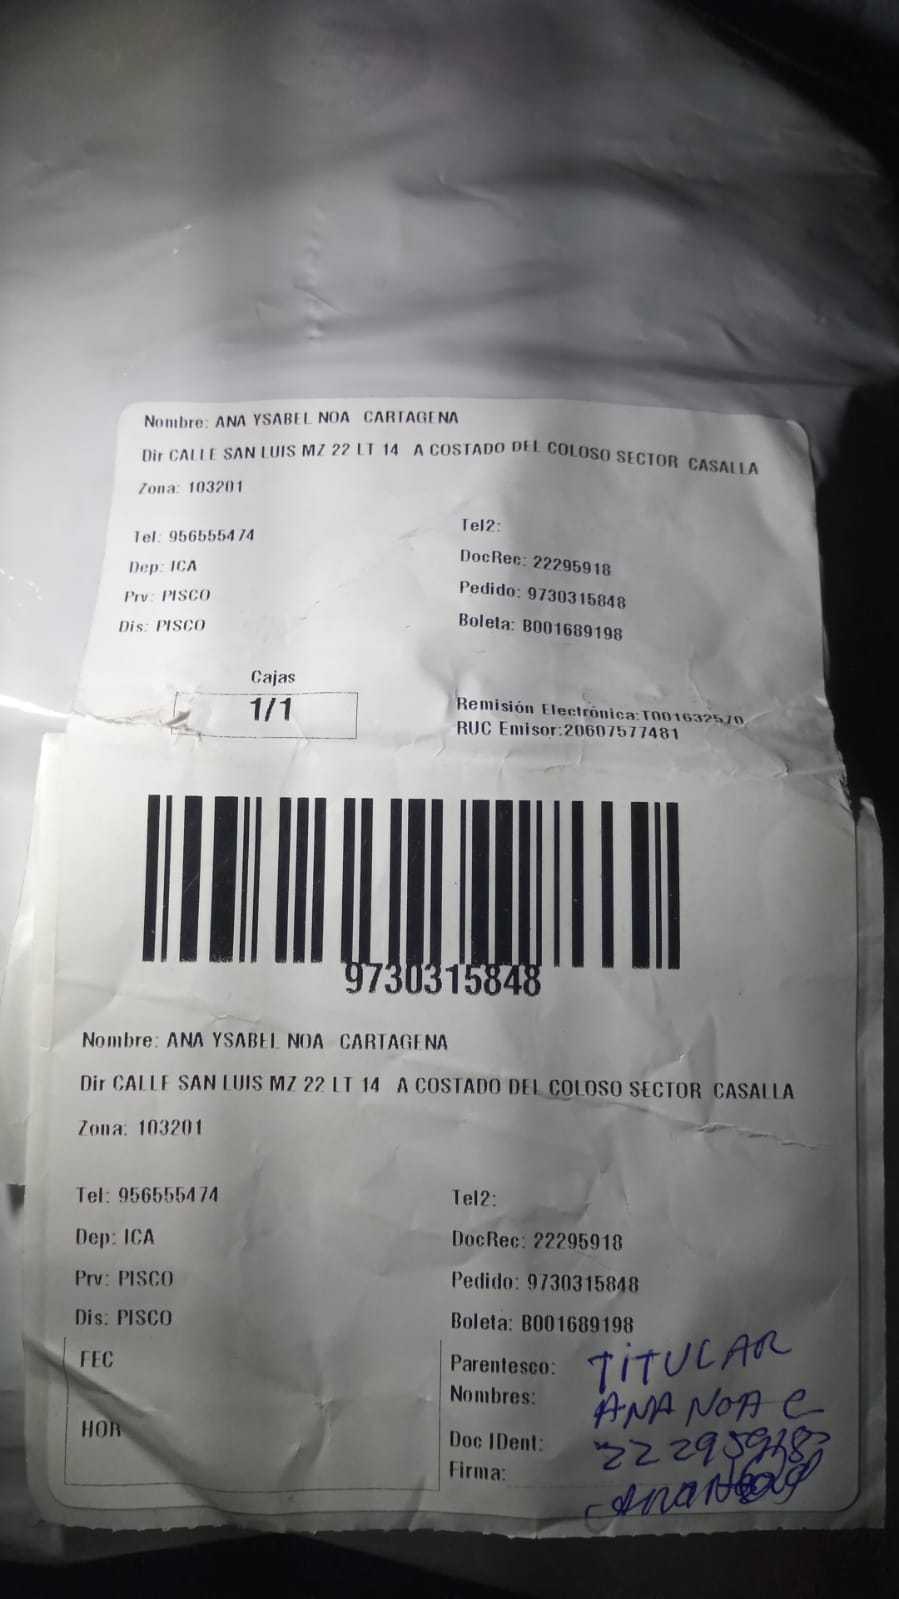 Nombre: ANA YSABEL NOA CARTAGENA
Dir CALLE SAN LUIS MZ 22 LT 14 A COSTADO DEL COLOSO SECTOR CASALLA
Zona: 103201
Tel: 956555474 Tel2:
Dep: ICA DocRec: 22295918
Prv: PISCO Pedido: 9730315848
Dis: PISCO Boleta: B001689198
Cajas
1/1
Remisión Electrónica:T001632570
RUC Emisor:20607577481
9730315848
Nombre: ANA YSABEL NOA CARTAGENA
Dir CALLE SAN LUIS MZ 22 LT 14 A COSTADO DEL COLOSO SECTOR CASALLA
Zona: 103201
Tel: 956555474 Tel2:
Dep: ICA DocRec: 22295918
Prv: PISCO Pedido: 9730315848
Dis: PISCO Boleta: B001689198
FEC
HOR
Parentesco: TITULAR
Nombres: ANA NOA C
Doc IDent: 22295918
Firma: